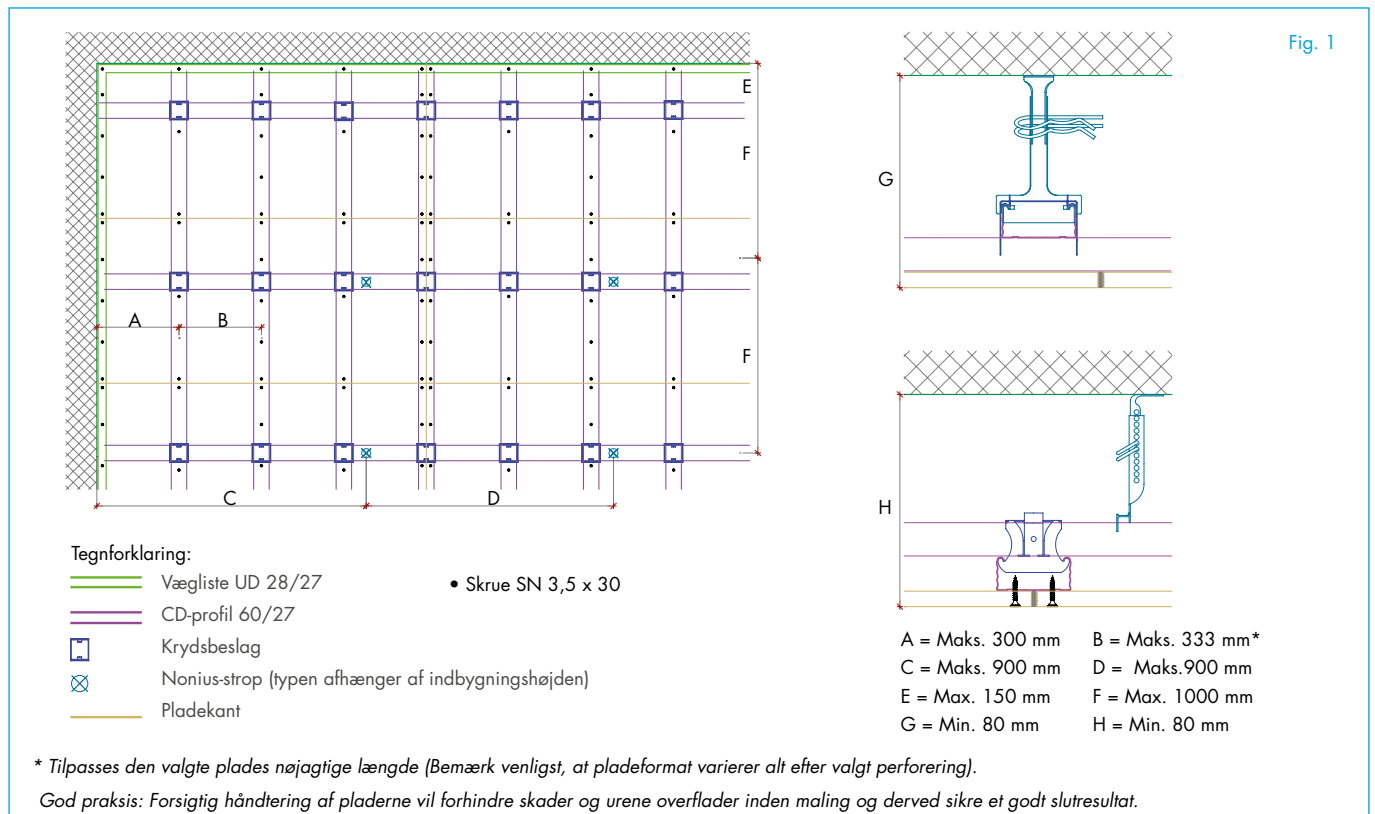 Fig. 1
E
F
A
B
F
C
D
G
H
Tegnforklaring:
Vægliste UD 28/27
• Skrue SN 3,5 x 30
CD-profil 60/27
Krydsbeslag
Nonius-strop (typen afhænger af indbygningshøjden)
Pladekant
A = Maks. 300 mm B = Maks. 333 mm*
C = Maks. 900 mm D = Maks.900 mm
E = Max. 150 mm F = Max. 1000 mm
G = Min. 80 mm H = Min. 80 mm
* Tilpasses den valgte plades nøjagtige længde (Bemærk venligst, at pladeformat varierer alt efter valgt perforering).
God praksis: Forsigtig håndtering af pladerne vil forhindre skader og urene overflader inden maling og derved sikre et godt slutresultat.